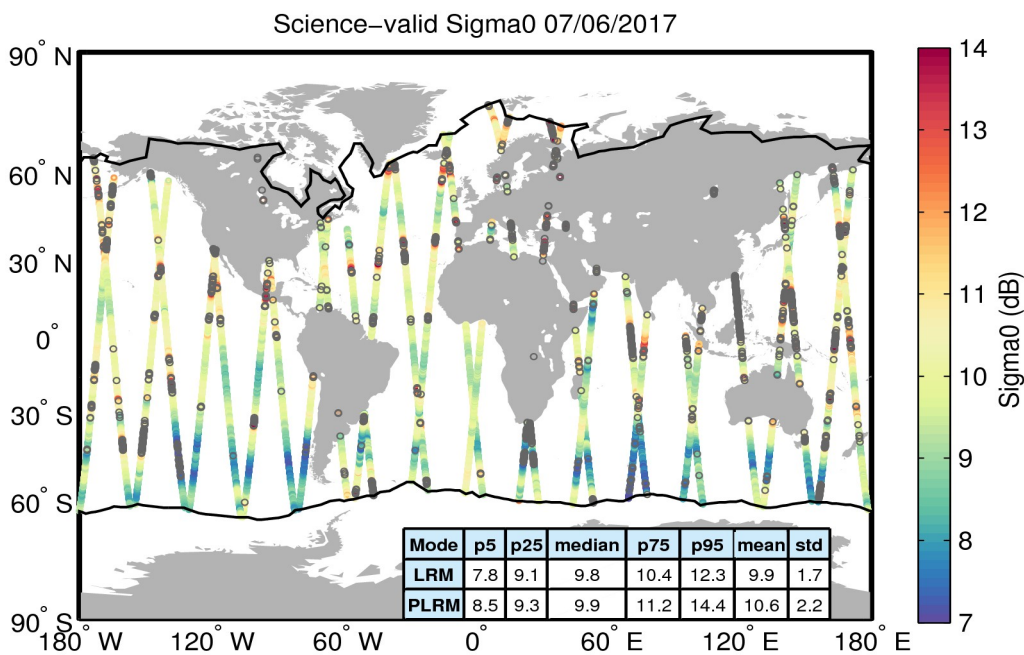 Science−valid Sigma0 07/06/2017
90° N
60° N
30° N
0°
30° S
60° S
90° S
180° W 120° W 60° W 0° 60° E 120° E 180° E
Mode p5 p25 median p75 p95 mean std
LRM 7.8 9.1 9.8 10.4 12.3 9.9 1.7
PLRM 8.5 9.3 9.9 11.2 14.4 10.6 2.2
14
13
12
11
10
9
8
7
Sigma0 (dB)